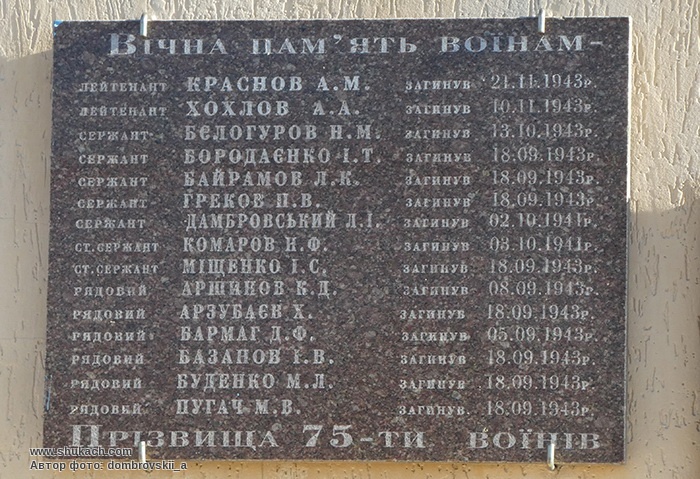 Вічна пам'ять воїнам-
лейтенант КРАСНОВ А.М. загинув 21.11.1943р.
лейтенант ХОХЛОВ А.А. загинув 10.11.1943р.
сержант БЄЛОГУРОВ Н.М. загинув 13.10.1943р.
сержант БОРОДАЄНКО І.Т. загинув 18.09.1943р.
сержант БАЙРАМОВ Л.К. загинув 18.09.1943р.
сержант ГРЕКОВ П.В. загинув 18.09.1943р.
сержант ДАМБРОВСЬКИЙ Л.І. загинув 02.10.1941р.
ст.сержант КОМАРОВ Н.Ф. загинув 03.10.1941р.
ст.сержант МІЩЕНКО І.С. загинув 18.09.1943р.
рядовий АРШИНОВ К.Д. загинув 08.09.1943р.
рядовий АРЗУБАЄВ Х. загинув 18.09.1943р.
рядовий БАРМАГ Д.Ф. загинув 05.09.1943р.
рядовий БАЗАНОВ І.В. загинув 18.09.1943р.
рядовий БУДЕНКО М.Л. загинув 18.09.1943р.
рядовий ПУГАЧ М.В. загинув 18.09.1943р.
Прізвища 75-ти воїнів
www.shukach.com
Автор фото: dombrovskii_a